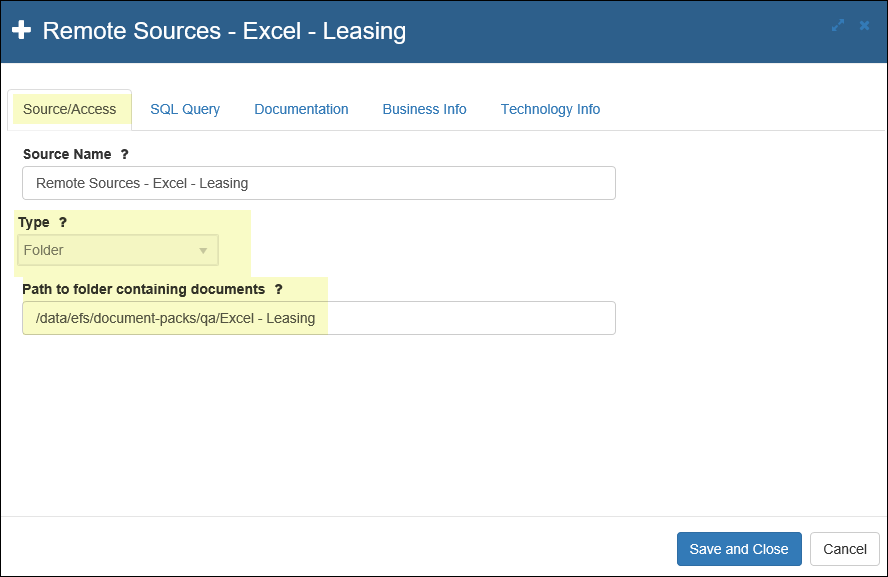 Remote Sources - Excel - Leasing
Source/Access SQL Query Documentation Business Info Technology Info
Source Name ?
Remote Sources - Excel - Leasing
Type ?
Folder
Path to folder containing documents ?
/data/efs/document-packs/qa/Excel - Leasing
Save and Close Cancel